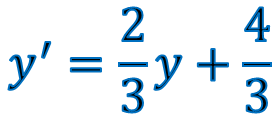 y′ = 2/3 y + 4/3